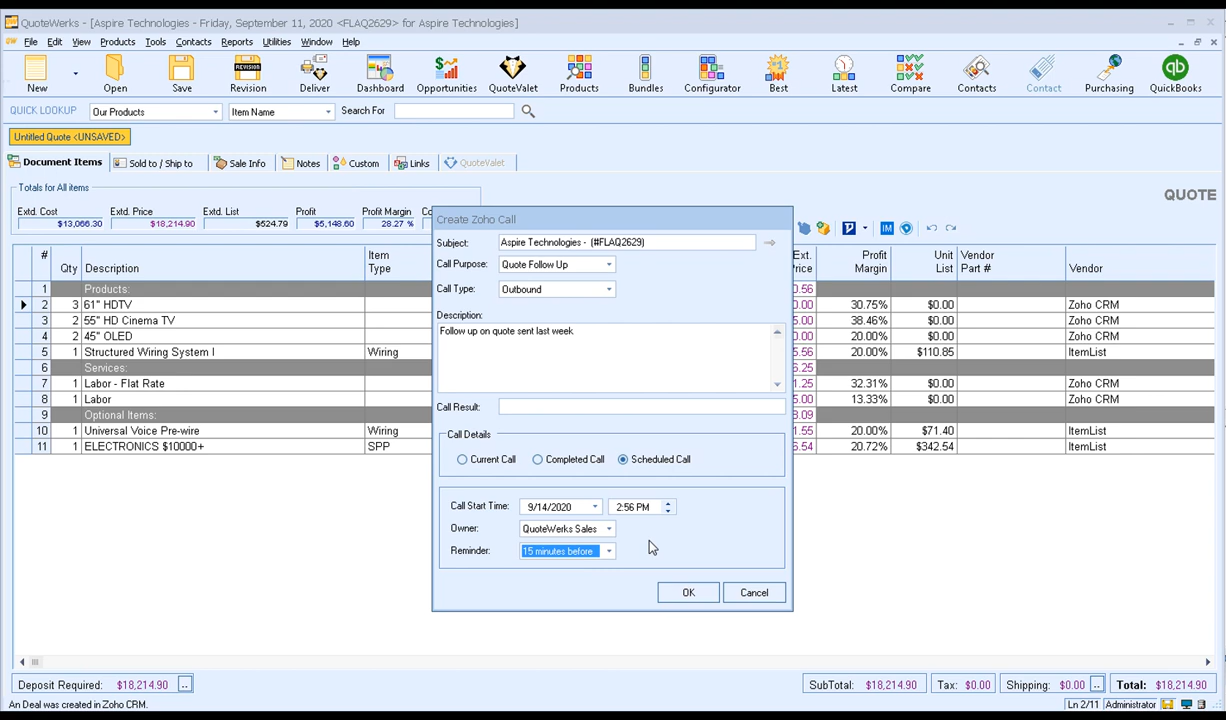 QuoteWerks - [Aspire Technologies - Friday, September 11, 2020 <FLAQ2629> for Aspire Technologies]
File Edit View Products Tools Contacts Reports Utilities Window Help
New Open Save Revision Deliver Dashboard Opportunities QuoteValet Products Bundles Configurator Best Latest Compare Contacts Contact Purchasing QuickBooks
QUICK LOOKUP Our Products Item Name Search For
Untitled Quote <UNSAVED>
Document Items Sold to / Ship to Sale Info Notes Custom Links QuoteValet
Totals for All items
QUOTE
Extd. Cost Extd. Price Extd. List Profit Profit Margin
$13,066.30 $18,214.90 $524.79 $5,148.60 28.27 %
Create Zoho Call
Subject: Aspire Technologies - (#FLAQ2629)
Call Purpose: Quote Follow Up
Call Type: Outbound
Description:
Follow up on quote sent last week
Call Result:
Call Details
Current Call Completed Call Scheduled Call
Call Start Time: 9/14/2020 2:56 PM
Owner: QuoteWerks Sales
Reminder: 15 minutes before
OK Cancel
# Qty Description Item Type Ext. Profit Margin Unit List Vendor Part # Vendor
1 Products:
2 3 61" HDTV 30.75% $0.00 Zoho CRM
3 2 55" HD Cinema TV 38.46% $0.00 Zoho CRM
4 2 45" OLED 20.00% $0.00 Zoho CRM
5 1 Structured Wiring System I Wiring 20.00% $110.85 ItemList
6 Services:
7 1 Labor - Flat Rate 32.31% $0.00 Zoho CRM
8 1 Labor 13.33% $0.00 Zoho CRM
9 Optional Items:
10 1 Universal Voice Pre-wire Wiring 20.00% $71.40 ItemList
11 1 ELECTRONICS $10000+ SPP 20.72% $342.54 ItemList
Deposit Required: $18,214.90 .. SubTotal: $18,214.90 Tax: $0.00 Shipping: $0.00 .. Total: $18,214.90
An Deal was created in Zoho CRM. Ln 2/11 Administrator